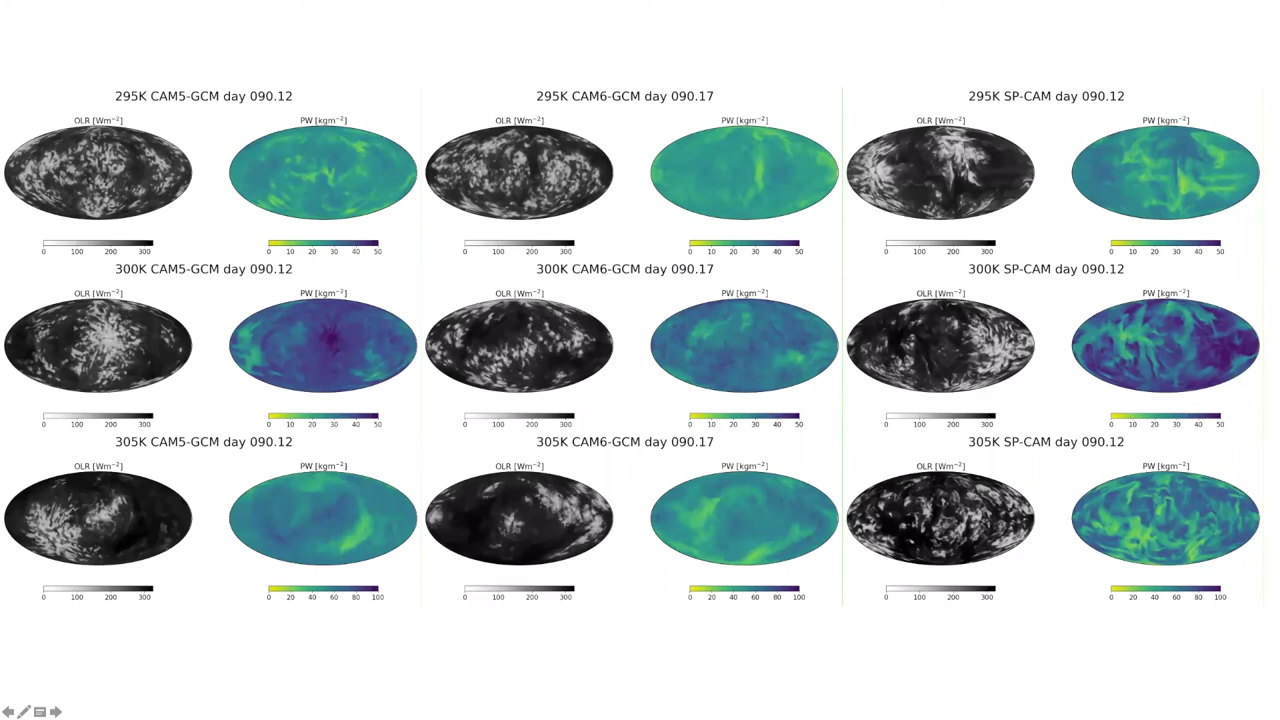 295K CAM5-GCM day 090.12
295K CAM6-GCM day 090.17
295K SP-CAM day 090.12
OLR [Wm⁻²]
PW [kgm⁻²]
OLR [Wm⁻²]
PW [kgm⁻²]
OLR [Wm⁻²]
PW [kgm⁻²]
0 100 200 300
0 10 20 30 40 50
0 100 200 300
0 10 20 30 40 50
0 100 200 300
0 10 20 30 40 50
300K CAM5-GCM day 090.12
300K CAM6-GCM day 090.17
300K SP-CAM day 090.12
OLR [Wm⁻²]
PW [kgm⁻²]
OLR [Wm⁻²]
PW [kgm⁻²]
OLR [Wm⁻²]
PW [kgm⁻²]
0 100 200 300
0 10 20 30 40 50
0 100 200 300
0 10 20 30 40 50
0 100 200 300
0 10 20 30 40 50
305K CAM5-GCM day 090.12
305K CAM6-GCM day 090.17
305K SP-CAM day 090.12
OLR [Wm⁻²]
PW [kgm⁻²]
OLR [Wm⁻²]
PW [kgm⁻²]
OLR [Wm⁻²]
PW [kgm⁻²]
0 100 200 300
0 20 40 60 80 100
0 100 200 300
0 20 40 60 80 100
0 100 200 300
0 20 40 60 80 100